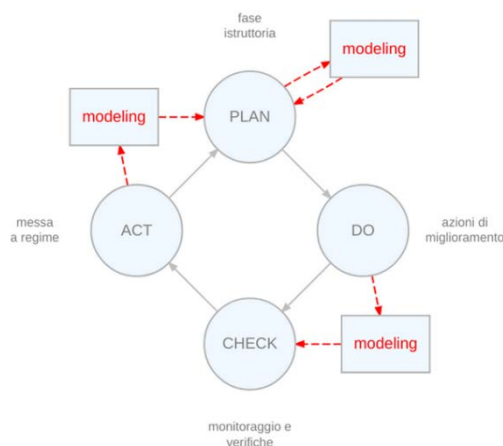 fase
istruttoria
modeling
modeling
PLAN
messa
a regime
ACT
DO
azioni di
miglioramento
CHECK
modeling
monitoraggio e
verifiche